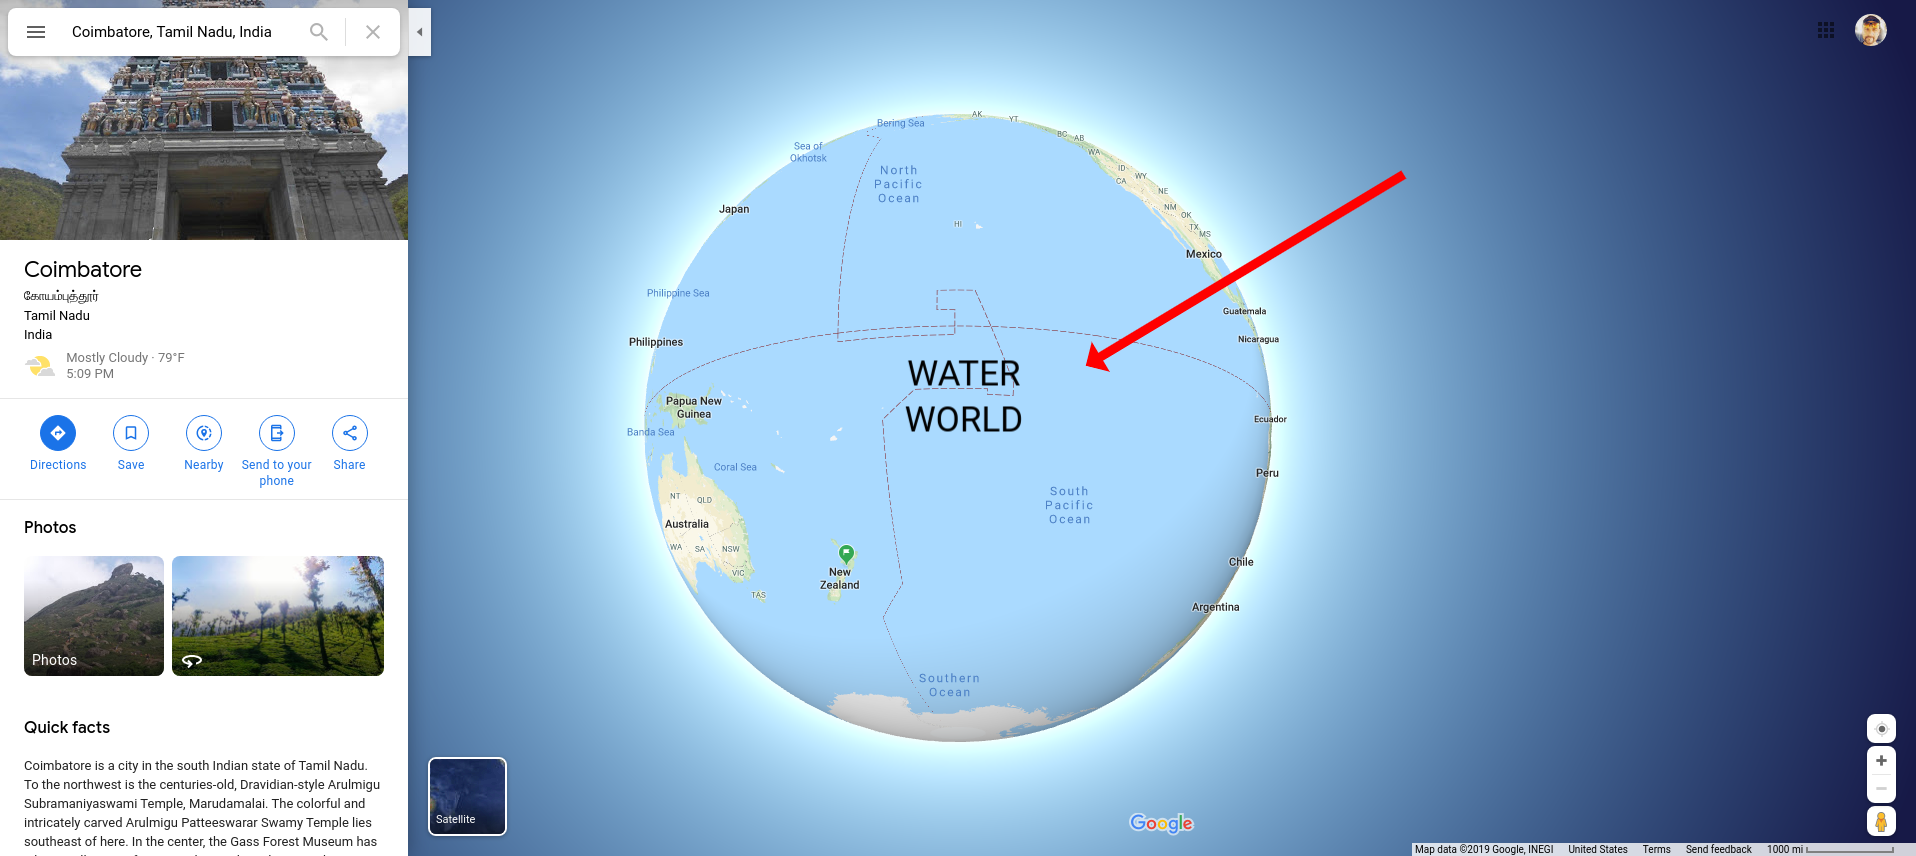 Coimbatore, Tamil Nadu, India
Coimbatore
கோயம்புத்தூர்
Tamil Nadu
India
Mostly Cloudy · 79°F
5:09 PM
Directions
Save
Nearby
Send to your
phone
Share
Photos
Photos
Quick facts
Coimbatore is a city in the south Indian state of Tamil Nadu.
To the northwest is the centuries-old, Dravidian-style Arulmigu
Subramaniyaswami Temple, Marudamalai. The colorful and
intricately carved Arulmigu Patteeswarar Swamy Temple lies
southeast of here. In the center, the Gass Forest Museum has
AK
YT
Bering Sea
BC
AB
WA
Sea of
Okhotsk
North
Pacific
Ocean
ID
WY
CA
NE
NM
OK
TX
MS
Japan
HI
Mexico
Philippine Sea
Guatemala
Nicaragua
Philippines
WATER
WORLD
Papua New
Guinea
Ecuador
Banda Sea
Coral Sea
Peru
NT
QLD
South
Pacific
Ocean
Australia
WA
SA
NSW
VIC
TAS
New
Zealand
Chile
Argentina
Southern
Ocean
Satellite
Google
Map data ©2019 Google, INEGI
United States
Terms
Send feedback
1000 mi